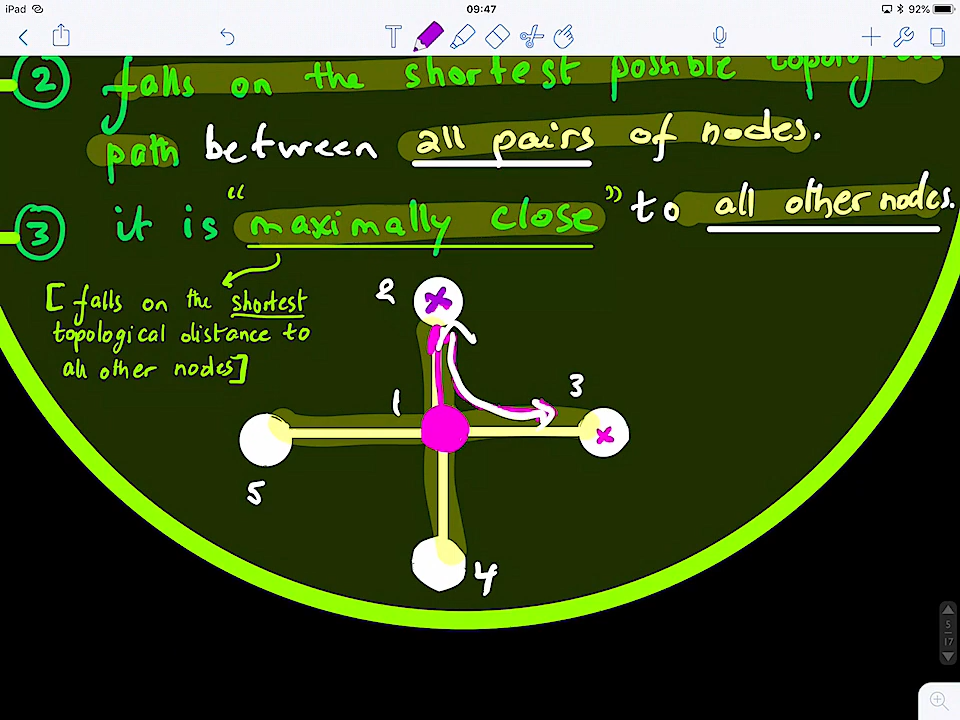 iPad 09:47 92%
T
2 falls on the shortest possible
path between all pairs of nodes.
3 it is "maximally close" to all other nodes.
[falls on the shortest
topological distance to
all other nodes]
2
3
1
5
4
5
17